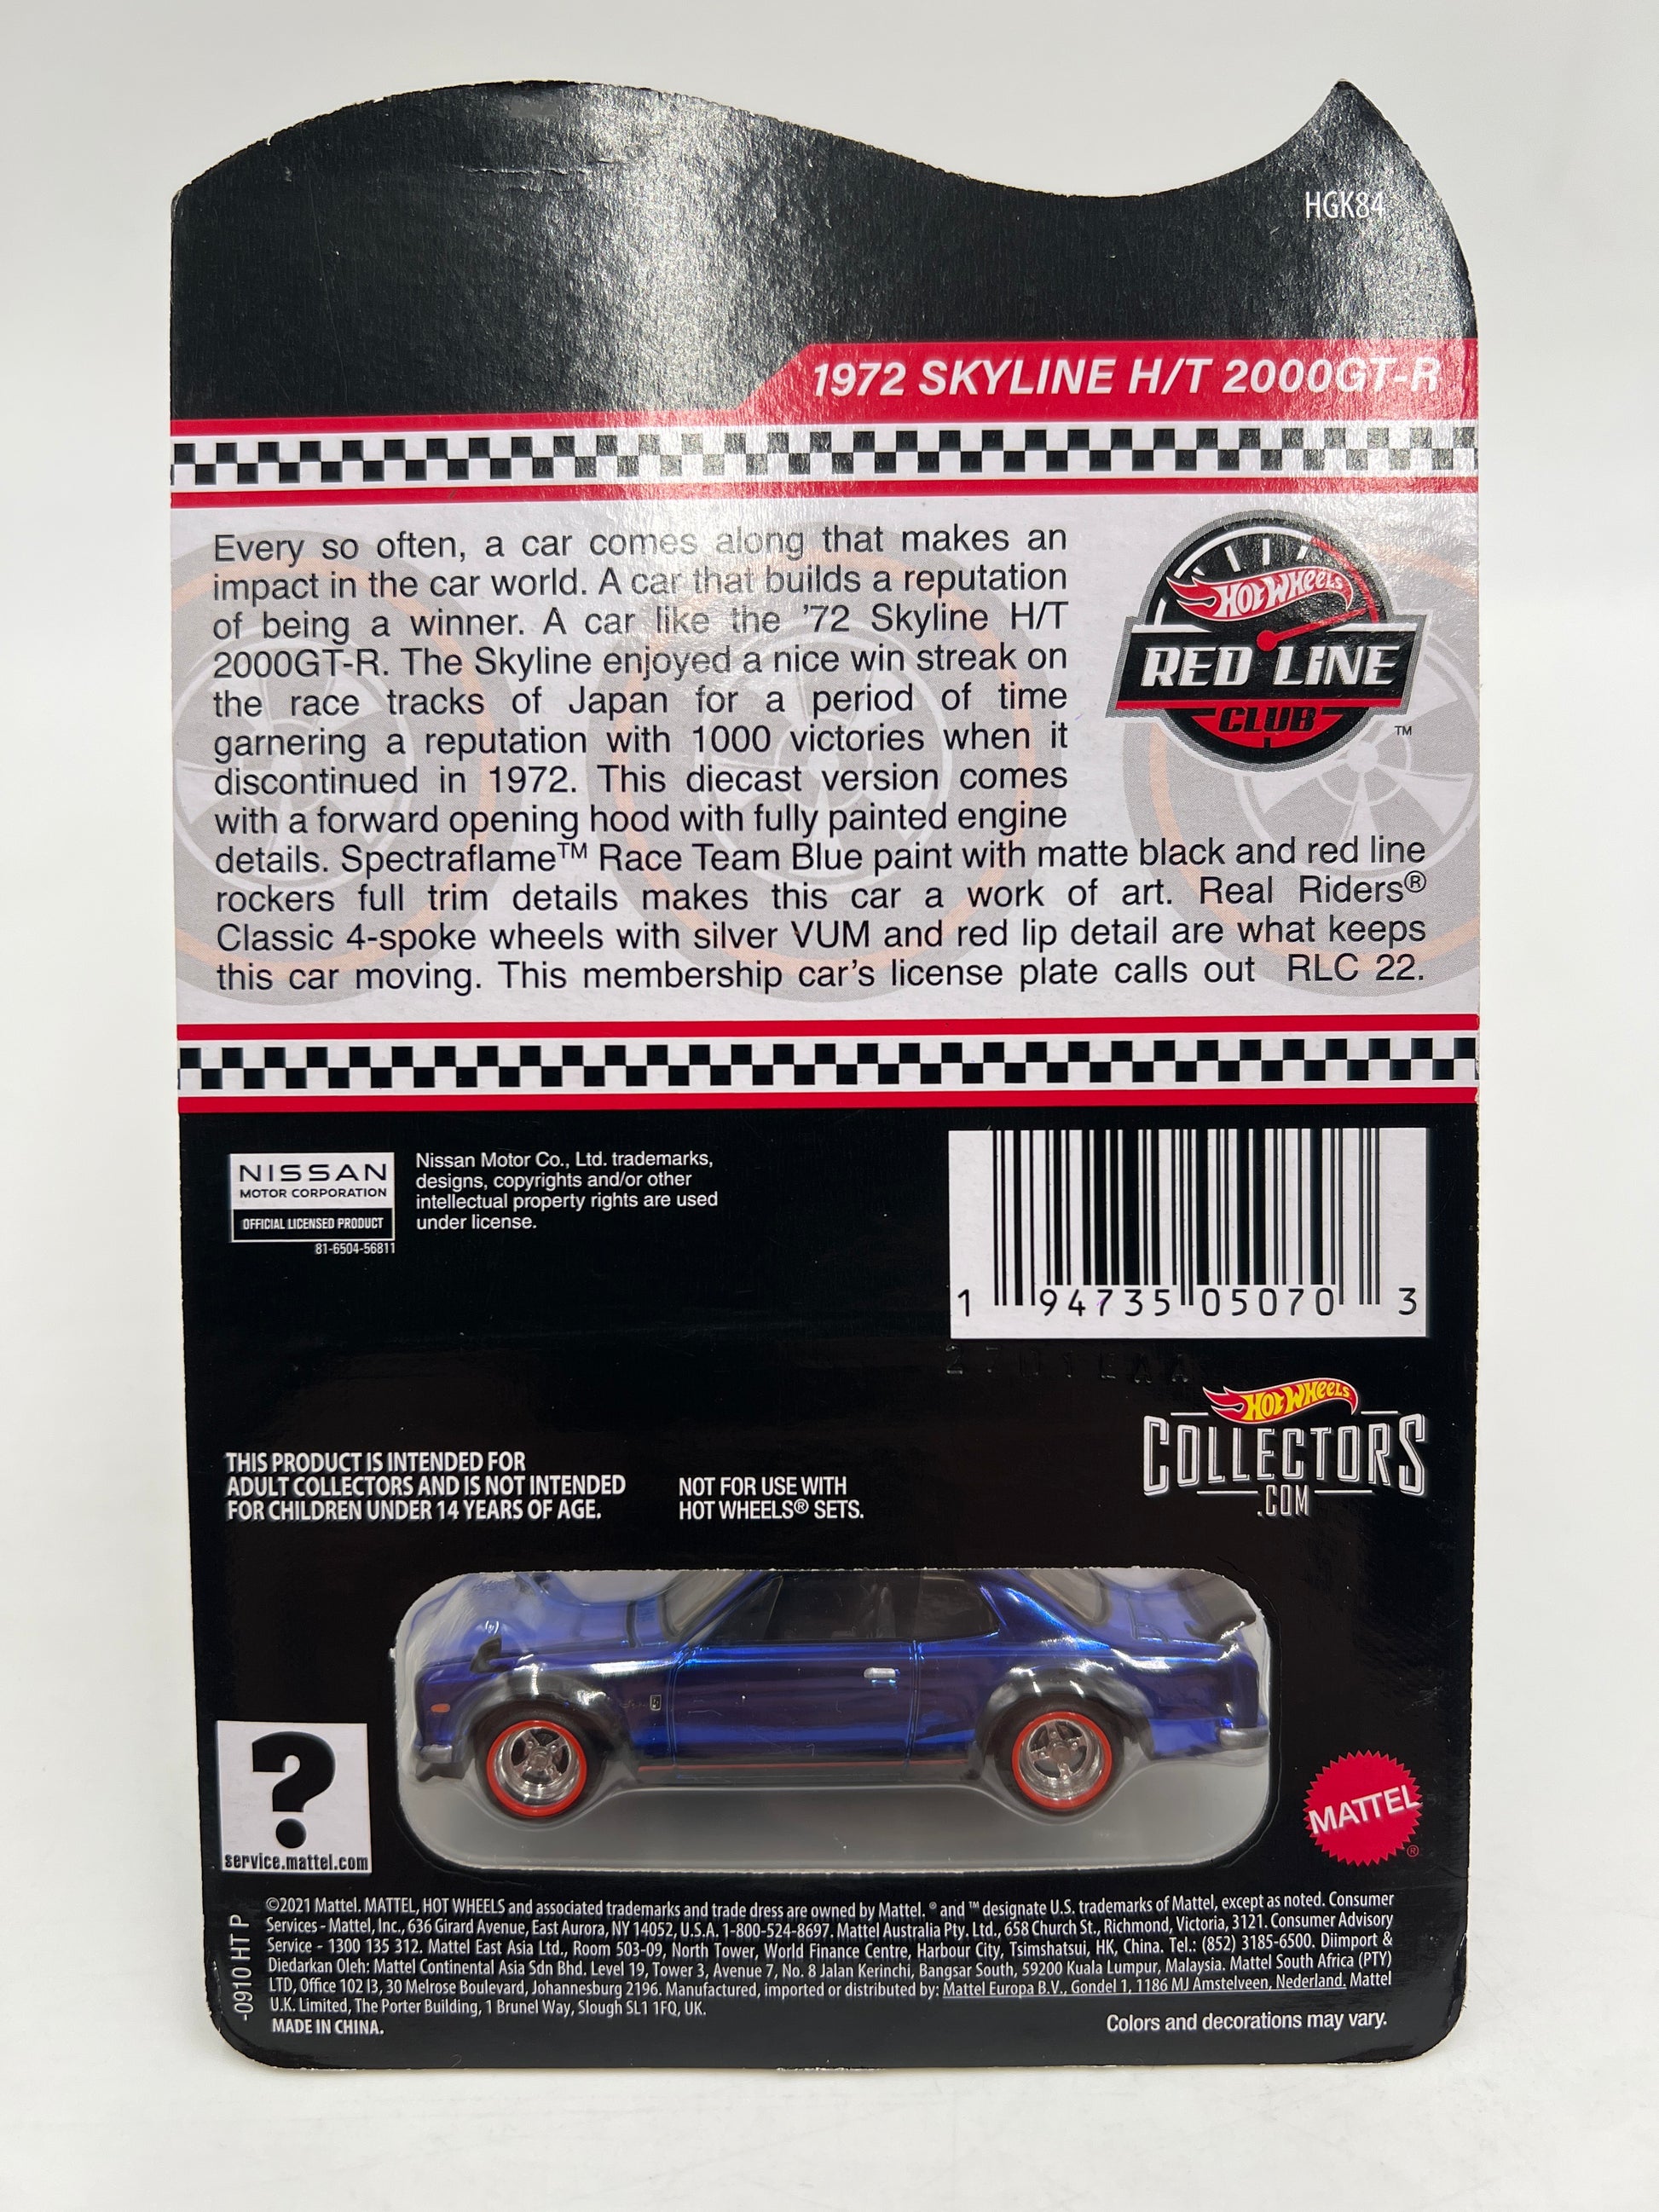 HGK84
1972 SKYLINE H/T 2000GT-R
Every so often, a car comes along that makes an
impact in the car world. A car that builds a reputation
of being a winner. A car like the '72 Skyline H/T
2000GT-R. The Skyline enjoyed a nice win streak on
the race tracks of Japan for a period of time
garnering a reputation with 1000 victories when it
discontinued in 1972. This diecast version comes
with a forward opening hood with fully painted engine
details. Spectraflame™ Race Team Blue paint with matte black and red line
rockers full trim details makes this car a work of art. Real Riders®
Classic 4-spoke wheels with silver VUM and red lip detail are what keeps
this car moving. This membership car's license plate calls out RLC 22.
HOT WHEELS
RED LINE
CLUB™
NISSAN
MOTOR CORPORATION
OFFICIAL LICENSED PRODUCT
81-6504-56811
Nissan Motor Co., Ltd. trademarks,
designs, copyrights and/or other
intellectual property rights are used
under license.
1 94735 05070 3
HOT WHEELS
COLLECTORS
.COM
THIS PRODUCT IS INTENDED FOR
ADULT COLLECTORS AND IS NOT INTENDED
FOR CHILDREN UNDER 14 YEARS OF AGE.
NOT FOR USE WITH
HOT WHEELS® SETS.
?
service.mattel.com
MATTEL®
-0910 HT P
©2021 Mattel. MATTEL, HOT WHEELS and associated trademarks and trade dress are owned by Mattel. ® and ™ designate U.S. trademarks of Mattel, except as noted. Consumer
Services - Mattel, Inc., 636 Girard Avenue, East Aurora, NY 14052, U.S.A. 1-800-524-8697. Mattel Australia Pty. Ltd., 658 Church St., Richmond, Victoria, 3121. Consumer Advisory
Service - 1300 135 312. Mattel East Asia Ltd., Room 503-09, North Tower, World Finance Centre, Harbour City, Tsimshatsui, HK, China. Tel.: (852) 3185-6500. Diimport &
Diedarkan Oleh: Mattel Continental Asia Sdn Bhd. Level 19, Tower 3, Avenue 7, No. 8 Jalan Kerinchi, Bangsar South, 59200 Kuala Lumpur, Malaysia. Mattel South Africa (PTY)
LTD, Office 102 I3, 30 Melrose Boulevard, Johannesburg 2196. Manufactured, imported or distributed by: Mattel Europa B.V., Gondel 1, 1186 MJ Amstelveen, Nederland. Mattel
U.K. Limited, The Porter Building, 1 Brunel Way, Slough SL1 1FQ, UK.
MADE IN CHINA.
Colors and decorations may vary.